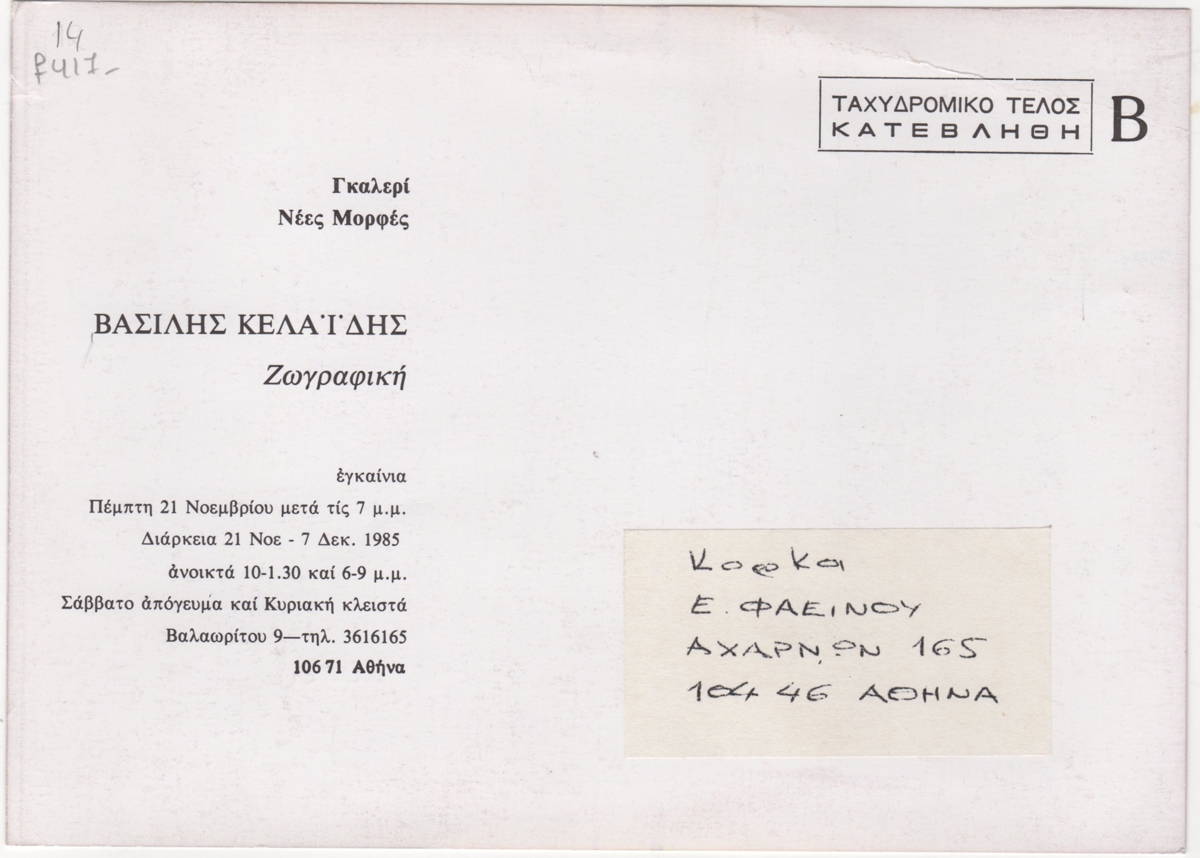 14
ΤΑΧΥΔΡΟΜΙΚΟ ΤΕΛΟΣ
ΚΑΤΕΒΛΗΘΗ
Β
Γκαλερί
Νέες Μορφές
ΒΑΣΙΛΗΣ ΚΕΛΑΪΔΗΣ
Ζωγραφική
ἐγκαίνια
Πέμπτη 21 Νοεμβρίου μετά τίς 7 μ.μ.
Διάρκεια 21 Νοε - 7 Δεκ. 1985
ἀνοικτά 10-1.30 καί 6-9 μ.μ.
Σάββατο ἀπόγευμα καί Κυριακή κλειστά
Βαλαωρίτου 9—τηλ. 3616165
106 71 Αθήνα
Ε. ΦΑΕΙΝΟΥ
ΑΧΑΡΝΩΝ 165
104 46 ΑΘΗΝΑ